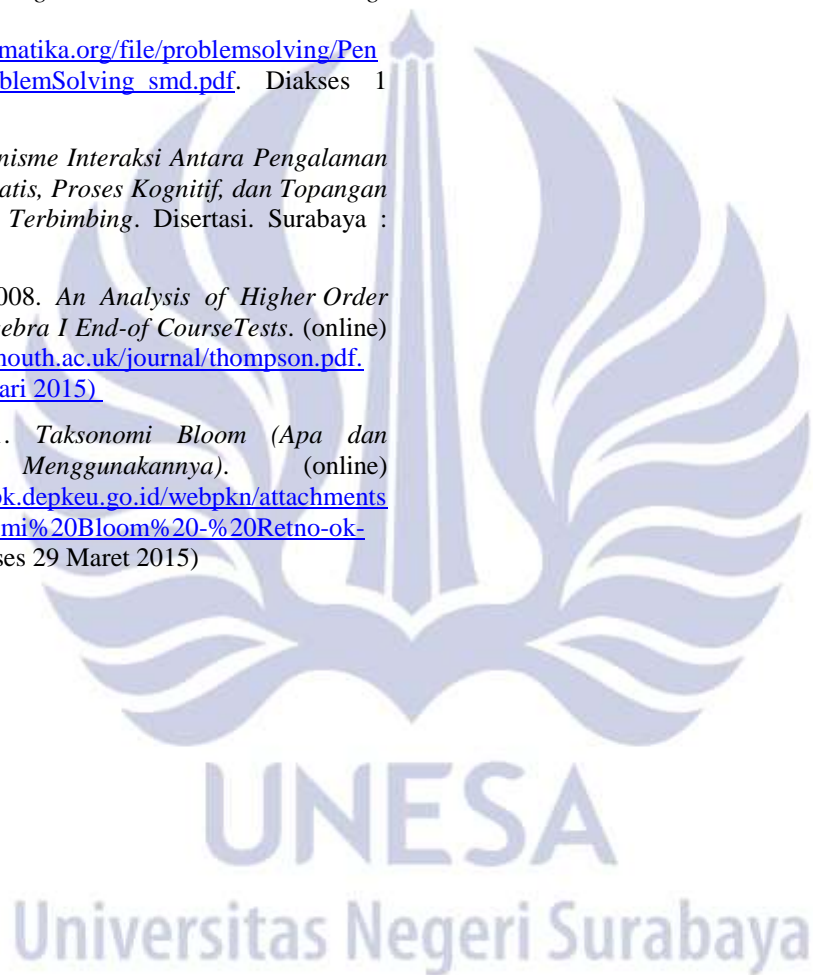 matika.org/file/problemsolving/Pen
blemSolving_smd.pdf. Diakses 1
nisme Interaksi Antara Pengalaman
atis, Proses Kognitif, dan Topangan
Terbimbing. Disertasi. Surabaya :
008. An Analysis of Higher Order
ebra I End-of CourseTests. (online)
nouth.ac.uk/journal/thompson.pdf.
ari 2015)
. Taksonomi Bloom (Apa dan
Menggunakannya). (online)
ok.depkeu.go.id/webpkn/attachments
mi%20Bloom%20-%20Retno-ok-
ses 29 Maret 2015)
UNESA
Universitas Negeri Surabaya